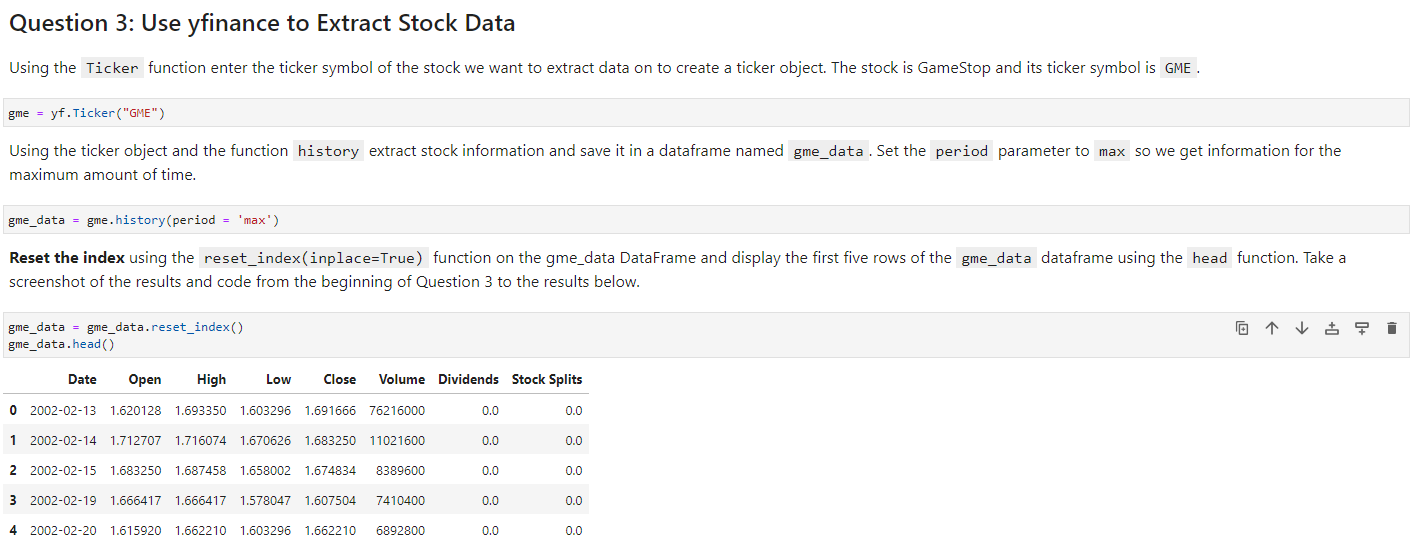 Question 3: Use yfinance to Extract Stock Data
Using the Ticker function enter the ticker symbol of the stock we want to extract data on to create a ticker object. The stock is GameStop and its ticker symbol is GME .
gme = yf.Ticker("GME")
Using the ticker object and the function history extract stock information and save it in a dataframe named gme_data . Set the period parameter to max so we get information for the
maximum amount of time.
gme_data = gme.history(period = 'max')
Reset the index using the reset_index(inplace=True) function on the gme_data DataFrame and display the first five rows of the gme_data dataframe using the head function. Take a
screenshot of the results and code from the beginning of Question 3 to the results below.
gme_data = gme_data.reset_index()
gme_data.head()
Date Open High Low Close Volume Dividends Stock Splits
0 2002-02-13 1.620128 1.693350 1.603296 1.691666 76216000 0.0 0.0
1 2002-02-14 1.712707 1.716074 1.670626 1.683250 11021600 0.0 0.0
2 2002-02-15 1.683250 1.687458 1.658002 1.674834 8389600 0.0 0.0
3 2002-02-19 1.666417 1.666417 1.578047 1.607504 7410400 0.0 0.0
4 2002-02-20 1.615920 1.662210 1.603296 1.662210 6892800 0.0 0.0